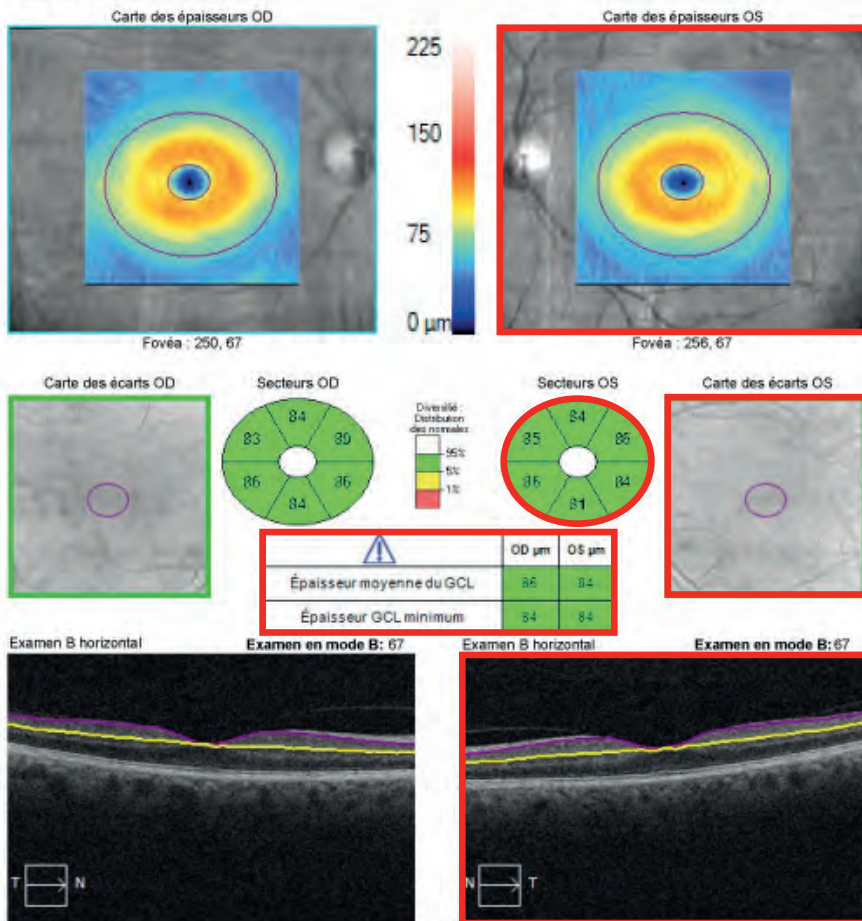 Carte des épaisseurs OD
Carte des épaisseurs OS
225
150
75
0 µm
Fovéa : 250, 67
Fovéa : 256, 67
Carte des écarts OD
Secteurs OD
Secteurs OS
Carte des écarts OS
Diversité :
Distribution
des normales
95%
5%
1%
84
83
89
86
86
84
84
85
86
86
84
81
OD µm OS µm
Épaisseur moyenne du GCL 86 84
Épaisseur GCL minimum 84 84
Examen B horizontal
Examen en mode B: 67
Examen B horizontal
Examen en mode B: 67
T N
N T